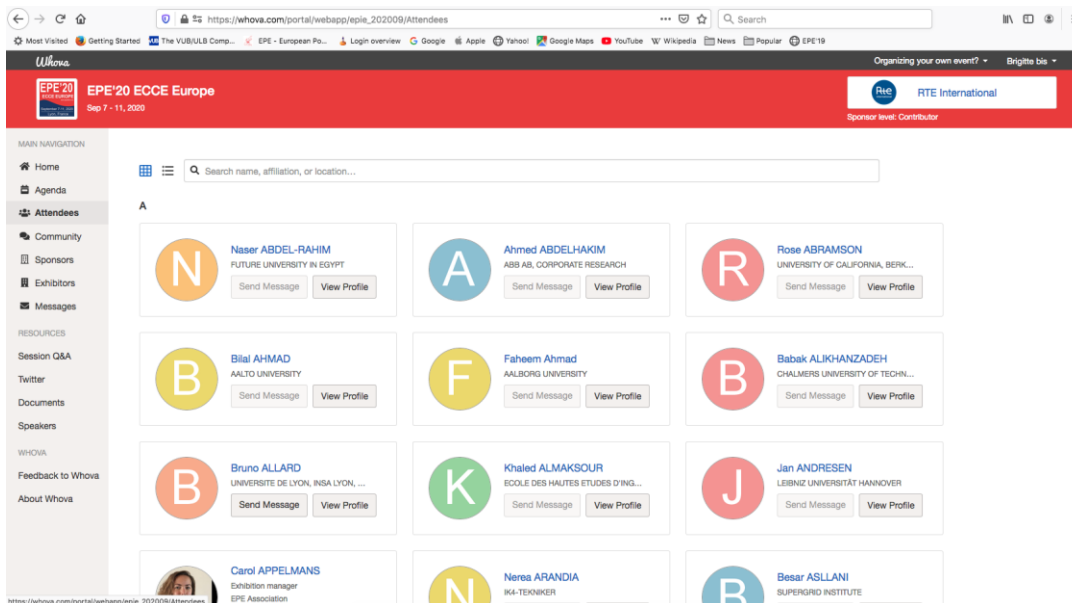 https://whova.com/portal/webapp/epie_202009/Attendees
Search
Most Visited
Getting Started
The VUB/ULB Comp...
EPE - European Po...
Login overview
Google
Apple
Yahoo!
Google Maps
YouTube
Wikipedia
News
Popular
EPE'19
Whova
Organizing your own event?
Brigitte bis
EPE'20
ECCE EUROPE
EPE'20 ECCE Europe
Sep 7 - 11, 2020
Rte
RTE International
Sponsor level: Contributor
MAIN NAVIGATION
Home
Agenda
Attendees
Community
Sponsors
Exhibitors
Messages
RESOURCES
Session Q&A
Twitter
Documents
Speakers
WHOVA
Feedback to Whova
About Whova
Search name, affiliation, or location...
A
N
Naser ABDEL-RAHIM
FUTURE UNIVERSITY IN EGYPT
Send Message
View Profile
A
Ahmed ABDELHAKIM
ABB AB, CORPORATE RESEARCH
Send Message
View Profile
R
Rose ABRAMSON
UNIVERSITY OF CALIFORNIA, BERK...
Send Message
View Profile
B
Bilal AHMAD
AALTO UNIVERSITY
Send Message
View Profile
F
Faheem Ahmad
AALBORG UNIVERSITY
Send Message
View Profile
B
Babak ALIKHANZADEH
CHALMERS UNIVERSITY OF TECHN...
Send Message
View Profile
B
Bruno ALLARD
UNIVERSITE DE LYON, INSA LYON, ...
Send Message
View Profile
K
Khaled ALMAKSOUR
ECOLE DES HAUTES ETUDES D'ING...
Send Message
View Profile
J
Jan ANDRESEN
LEIBNIZ UNIVERSITÄT HANNOVER
Send Message
View Profile
Carol APPELMANS
Exhibition manager
EPE Association
N
Nerea ARANDIA
IK4-TEKNIKER
B
Besar ASLLANI
SUPERGRID INSTITUTE
https://whova.com/portal/webapp/epie_202009/Attendees